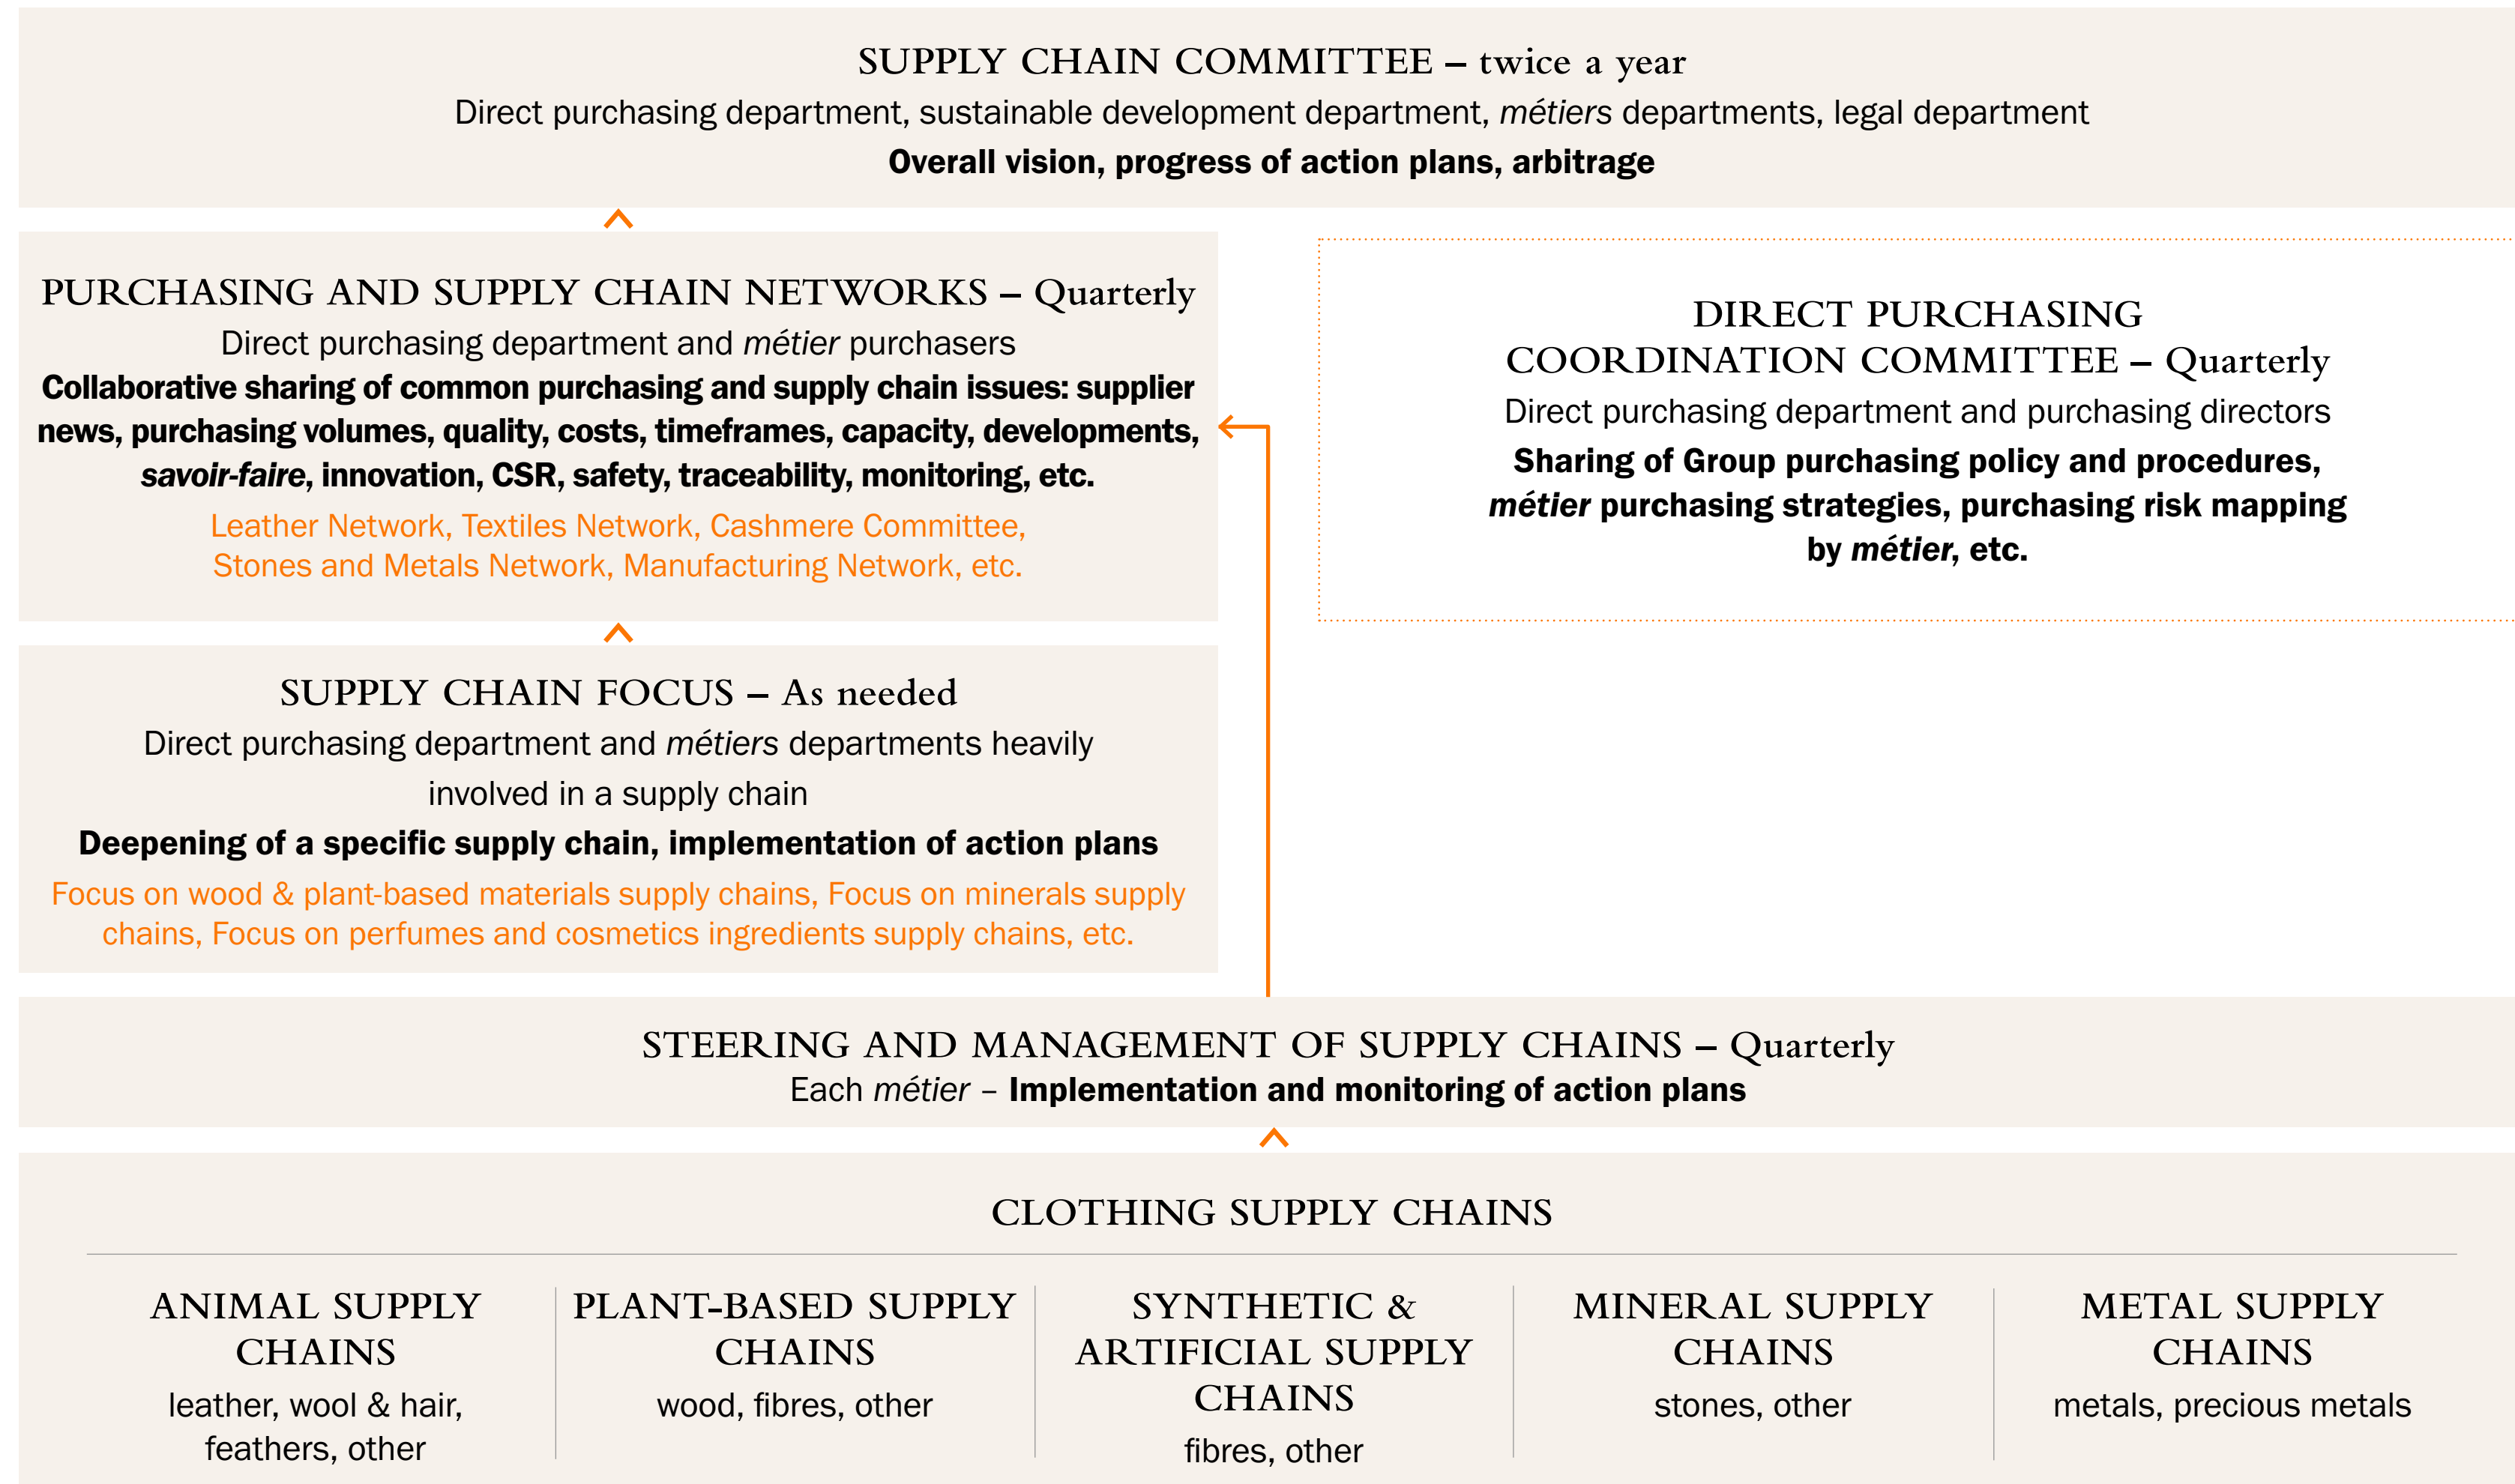 SUPPLY CHAIN COMMITTEE – twice a year
Direct purchasing department, sustainable development department, métiers departments, legal department
Overall vision, progress of action plans, arbitrage
PURCHASING AND SUPPLY CHAIN NETWORKS – Quarterly
Direct purchasing department and métier purchasers
Collaborative sharing of common purchasing and supply chain issues: supplier
news, purchasing volumes, quality, costs, timeframes, capacity, developments,
savoir-faire, innovation, CSR, safety, traceability, monitoring, etc.
Leather Network, Textiles Network, Cashmere Committee,
Stones and Metals Network, Manufacturing Network, etc.
DIRECT PURCHASING
COORDINATION COMMITTEE – Quarterly
Direct purchasing department and purchasing directors
Sharing of Group purchasing policy and procedures,
métier purchasing strategies, purchasing risk mapping
by métier, etc.
SUPPLY CHAIN FOCUS – As needed
Direct purchasing department and métiers departments heavily
involved in a supply chain
Deepening of a specific supply chain, implementation of action plans
Focus on wood & plant-based materials supply chains, Focus on minerals supply
chains, Focus on perfumes and cosmetics ingredients supply chains, etc.
STEERING AND MANAGEMENT OF SUPPLY CHAINS – Quarterly
Each métier – Implementation and monitoring of action plans
CLOTHING SUPPLY CHAINS
ANIMAL SUPPLY
CHAINS
leather, wool & hair,
feathers, other
PLANT-BASED SUPPLY
CHAINS
wood, fibres, other
SYNTHETIC &
ARTIFICIAL SUPPLY
CHAINS
fibres, other
MINERAL SUPPLY
CHAINS
stones, other
METAL SUPPLY
CHAINS
metals, precious metals